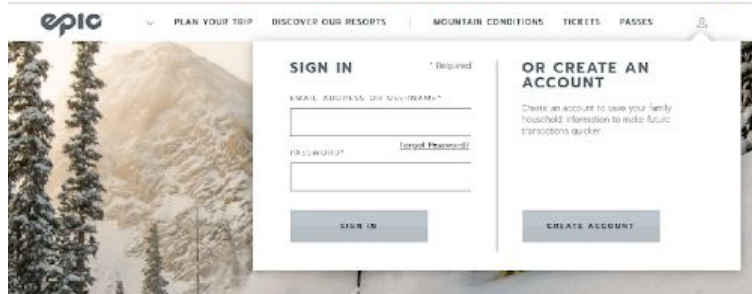 epic
PLAN YOUR TRIP DISCOVER OUR RESORTS | MOUNTAIN CONDITIONS TICKETS PASSES
SIGN IN
* Required
EMAIL ADDRESS OR USERNAME*
Forgot Password?
PASSWORD*
SIGN IN
OR CREATE AN
ACCOUNT
Create an account to save your family
household information to make future
transactions quicker
CREATE ACCOUNT